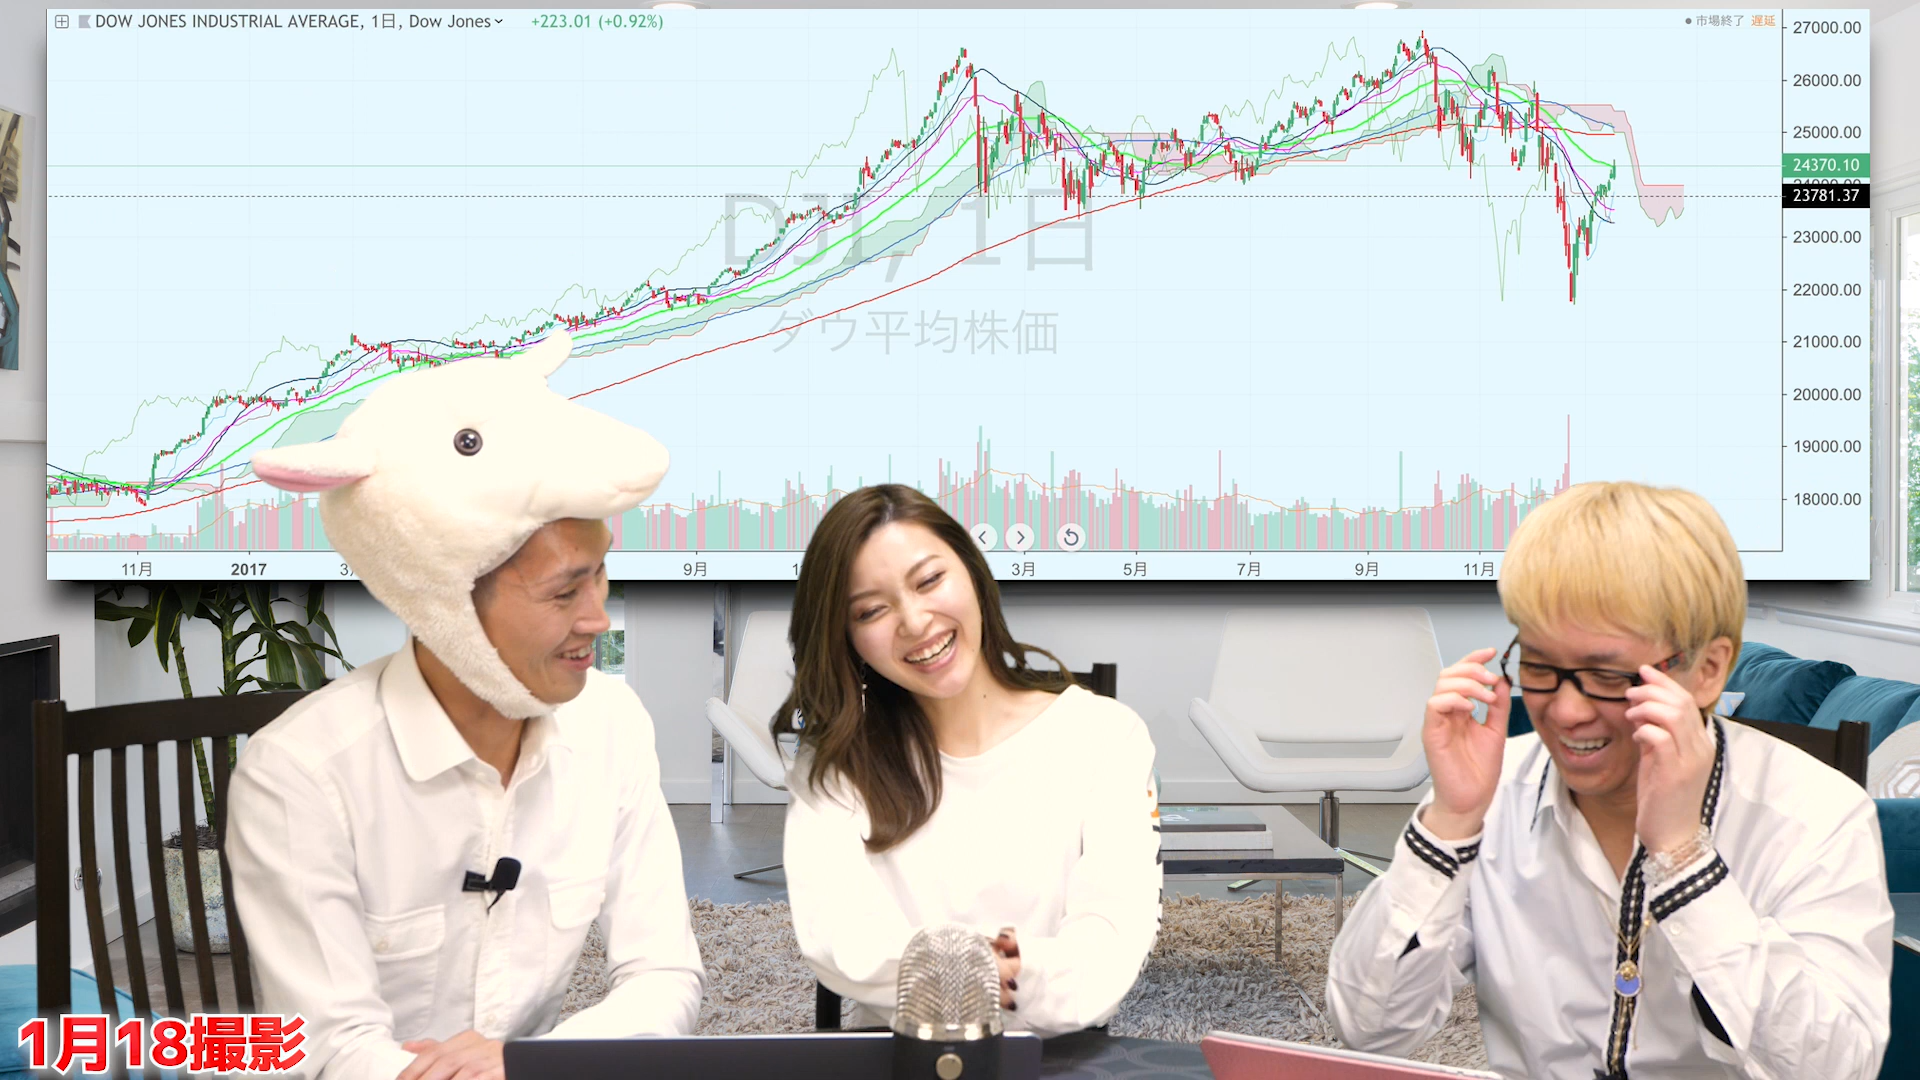 DOW JONES INDUSTRIAL AVERAGE, 1日, Dow Jones +223.01 (+0.92%)
市場終了 遅延
27000.00
26000.00
25000.00
24370.10
23781.37
23000.00
22000.00
21000.00
20000.00
19000.00
18000.00
DJI, 1日
ダウ平均株価
11月 2017 9月 3月 5月 7月 9月 11月
1月18撮影